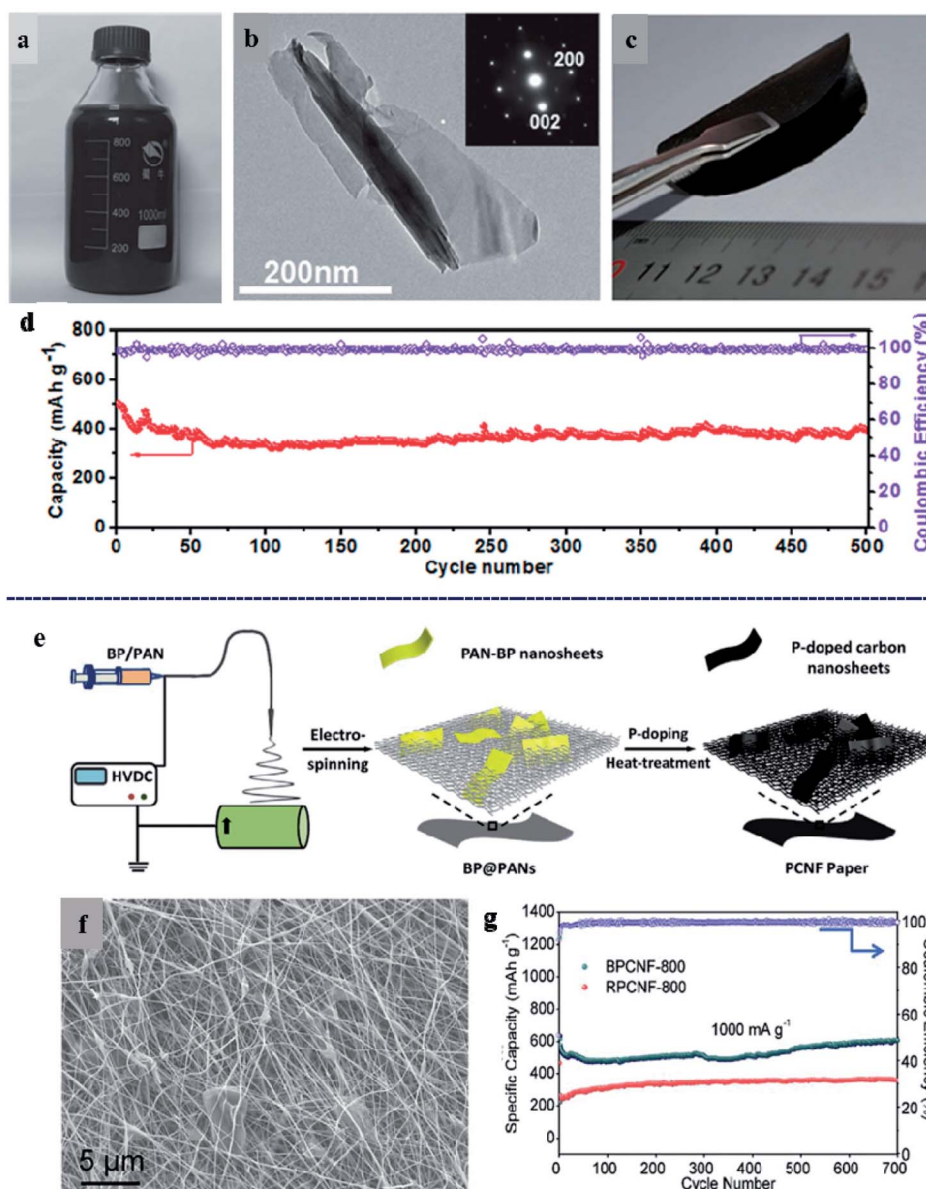 a
800
600
400
200
蜀牛
1000ml
b
200
002
200nm
c
0 11 12 13 14 15
d
Capacity (mAh g⁻¹)
800
600
400
200
0
100
80
60
40
20
0
Coulombic Efficiency (%)
0 50 100 150 200 250 300 350 400 450 500
Cycle number
e
BP/PAN
HVDC
Electro-
spinning
PAN-BP nanosheets
BP@PANs
P-doping
Heat-treatment
P-doped carbon
nanosheets
PCNF Paper
f
5 µm
g
Specific Capacity (mAh g⁻¹)
1400
1200
1000
800
600
400
200
0
BPCNF-800
RPCNF-800
1000 mA g⁻¹
100
80
60
40
20
0
0 100 200 300 400 500 600 700
Cycle Number